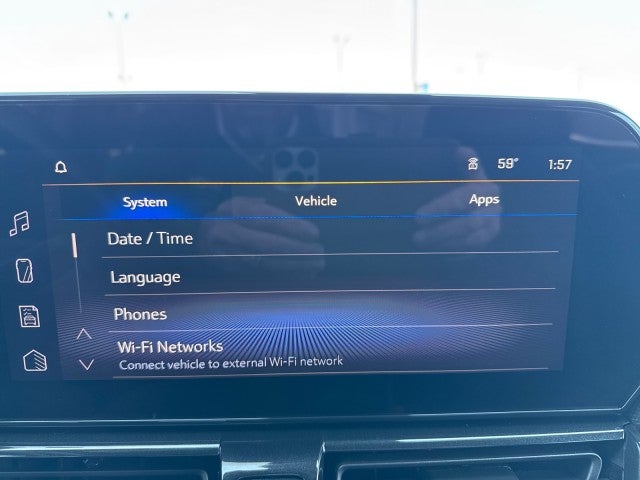 59° 1:57
System Vehicle Apps
Date / Time
Language
Phones
Wi-Fi Networks
Connect vehicle to external Wi-Fi network